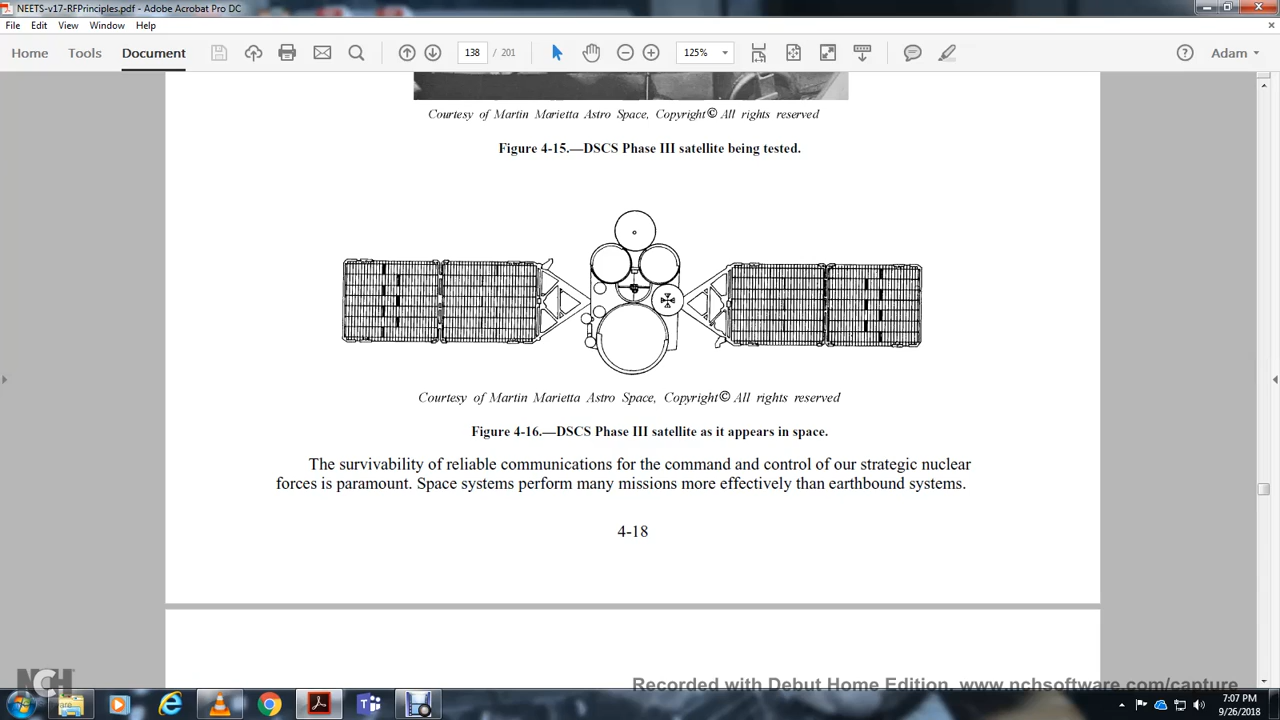 NEETS-v17-RFPrinciples.pdf - Adobe Acrobat Pro DC
File Edit View Window Help
Home Tools Document 138 / 201 125% Adam
Courtesy of Martin Marietta Astro Space, Copyright© All rights reserved
Figure 4-15.—DSCS Phase III satellite being tested.
Courtesy of Martin Marietta Astro Space, Copyright© All rights reserved
Figure 4-16.—DSCS Phase III satellite as it appears in space.
The survivability of reliable communications for the command and control of our strategic nuclear
forces is paramount. Space systems perform many missions more effectively than earthbound systems.
4-18
NCH
Recorded with Debut Home Edition. www.nchsoftware.com/capture
7:07 PM
9/26/2018